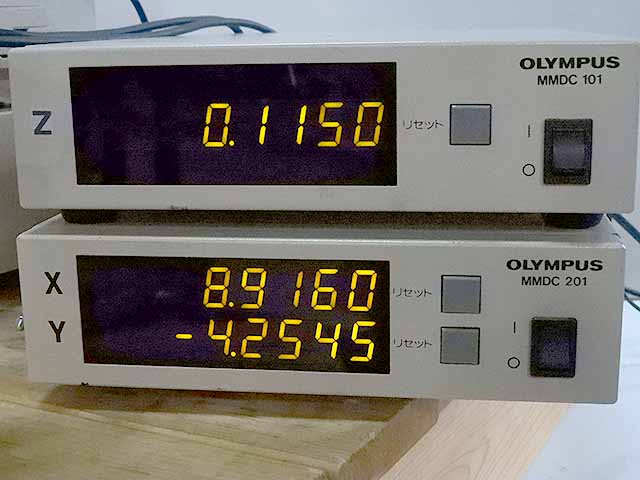 OLYMPUS
MMDC 101
Z 0.1150 リセット
I
O
OLYMPUS
MMDC 201
X 8.9160 リセット
Y -4.2545 リセット
I
O